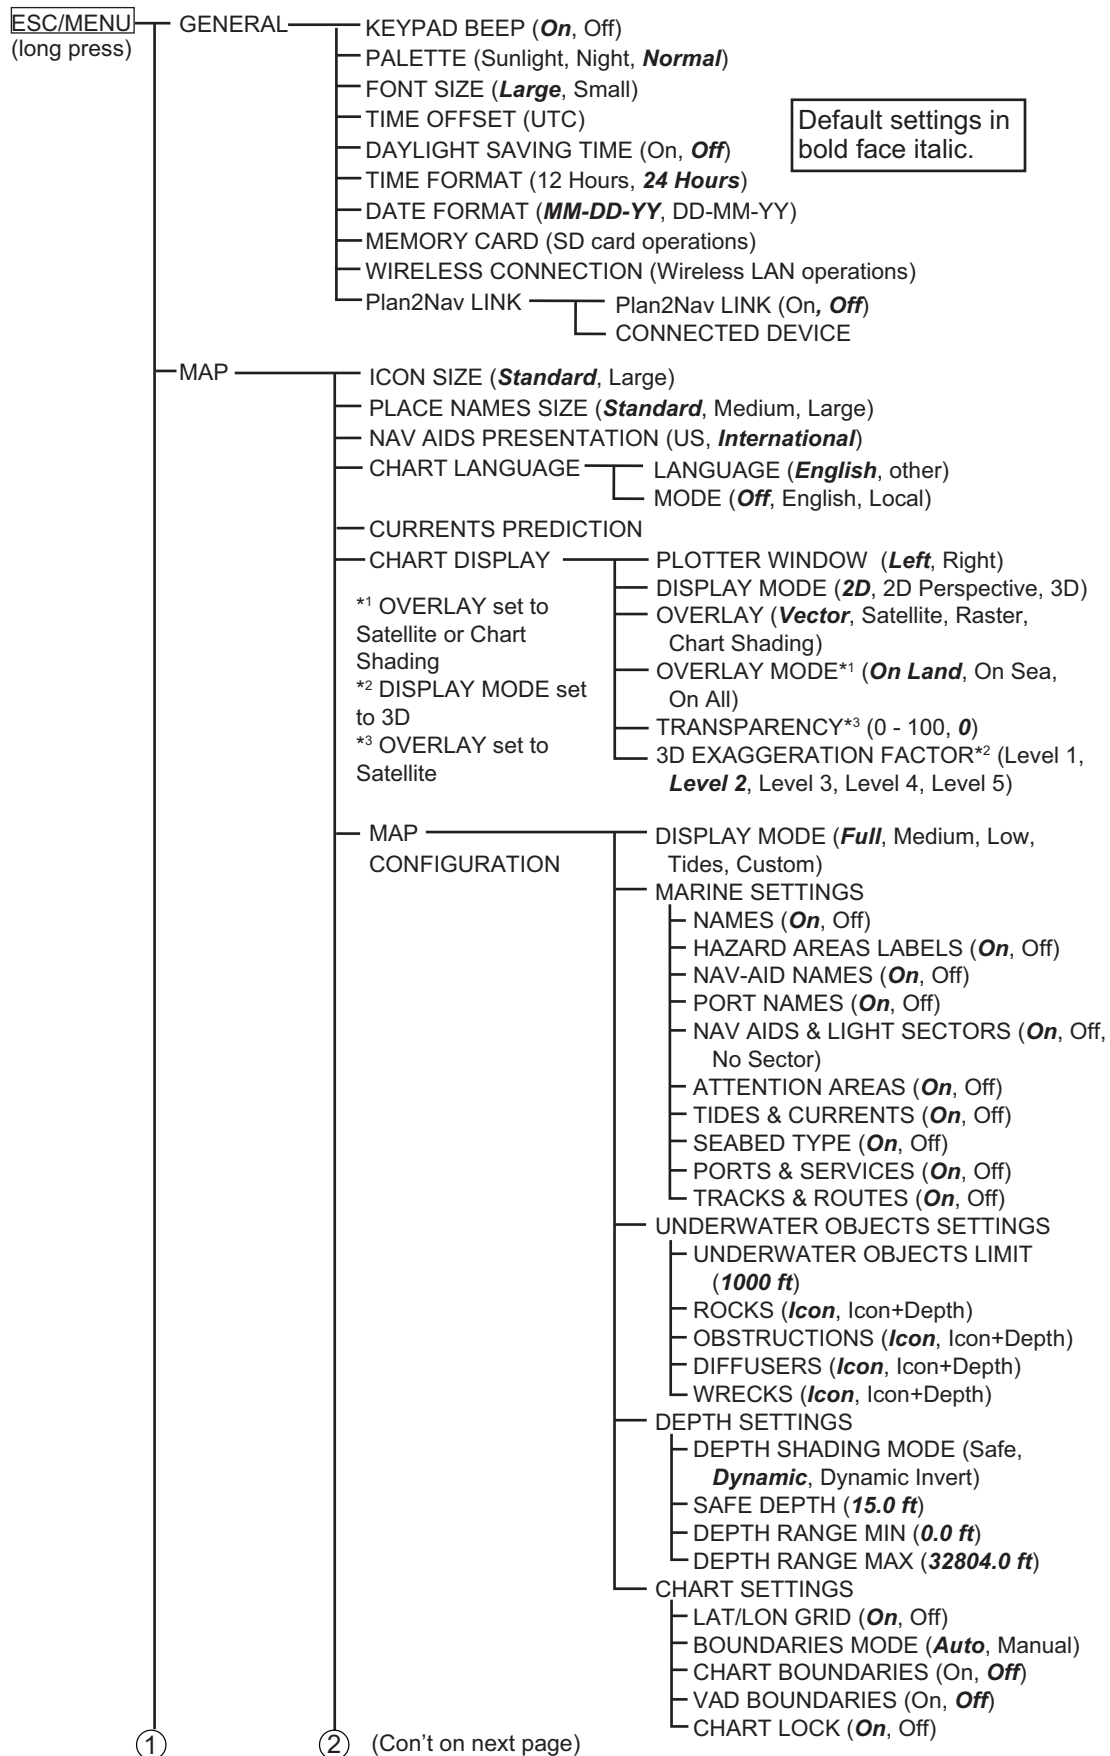 ESC/MENU
(long press)
GENERAL
KEYPAD BEEP (On, Off)
PALETTE (Sunlight, Night, Normal)
FONT SIZE (Large, Small)
TIME OFFSET (UTC)
DAYLIGHT SAVING TIME (On, Off)
TIME FORMAT (12 Hours, 24 Hours)
DATE FORMAT (MM-DD-YY, DD-MM-YY)
MEMORY CARD (SD card operations)
WIRELESS CONNECTION (Wireless LAN operations)
Plan2Nav LINK
Plan2Nav LINK (On, Off)
CONNECTED DEVICE
Default settings in
bold face italic.
MAP
ICON SIZE (Standard, Large)
PLACE NAMES SIZE (Standard, Medium, Large)
NAV AIDS PRESENTATION (US, International)
CHART LANGUAGE
LANGUAGE (English, other)
MODE (Off, English, Local)
CURRENTS PREDICTION
CHART DISPLAY
PLOTTER WINDOW (Left, Right)
DISPLAY MODE (2D, 2D Perspective, 3D)
OVERLAY (Vector, Satellite, Raster,
Chart Shading)
OVERLAY MODE*1 (On Land, On Sea,
On All)
TRANSPARENCY*3 (0 - 100, 0)
3D EXAGGERATION FACTOR*2 (Level 1,
Level 2, Level 3, Level 4, Level 5)
*1 OVERLAY set to
Satellite or Chart
Shading
*2 DISPLAY MODE set
to 3D
*3 OVERLAY set to
Satellite
MAP
CONFIGURATION
DISPLAY MODE (Full, Medium, Low,
Tides, Custom)
MARINE SETTINGS
NAMES (On, Off)
HAZARD AREAS LABELS (On, Off)
NAV-AID NAMES (On, Off)
PORT NAMES (On, Off)
NAV AIDS & LIGHT SECTORS (On, Off,
No Sector)
ATTENTION AREAS (On, Off)
TIDES & CURRENTS (On, Off)
SEABED TYPE (On, Off)
PORTS & SERVICES (On, Off)
TRACKS & ROUTES (On, Off)
UNDERWATER OBJECTS SETTINGS
UNDERWATER OBJECTS LIMIT
(1000 ft)
ROCKS (Icon, Icon+Depth)
OBSTRUCTIONS (Icon, Icon+Depth)
DIFFUSERS (Icon, Icon+Depth)
WRECKS (Icon, Icon+Depth)
DEPTH SETTINGS
DEPTH SHADING MODE (Safe,
Dynamic, Dynamic Invert)
SAFE DEPTH (15.0 ft)
DEPTH RANGE MIN (0.0 ft)
DEPTH RANGE MAX (32804.0 ft)
CHART SETTINGS
LAT/LON GRID (On, Off)
BOUNDARIES MODE (Auto, Manual)
CHART BOUNDARIES (On, Off)
VAD BOUNDARIES (On, Off)
CHART LOCK (On, Off)
1
2
(Con't on next page)